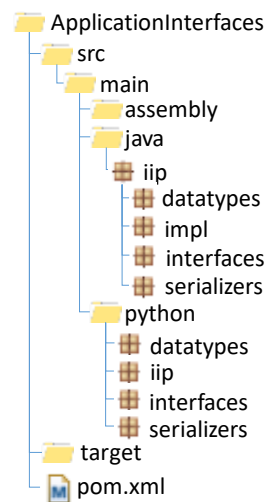 ApplicationInterfaces
src
main
assembly
java
iip
datatypes
impl
interfaces
serializers
python
datatypes
iip
interfaces
serializers
target
M pom.xml